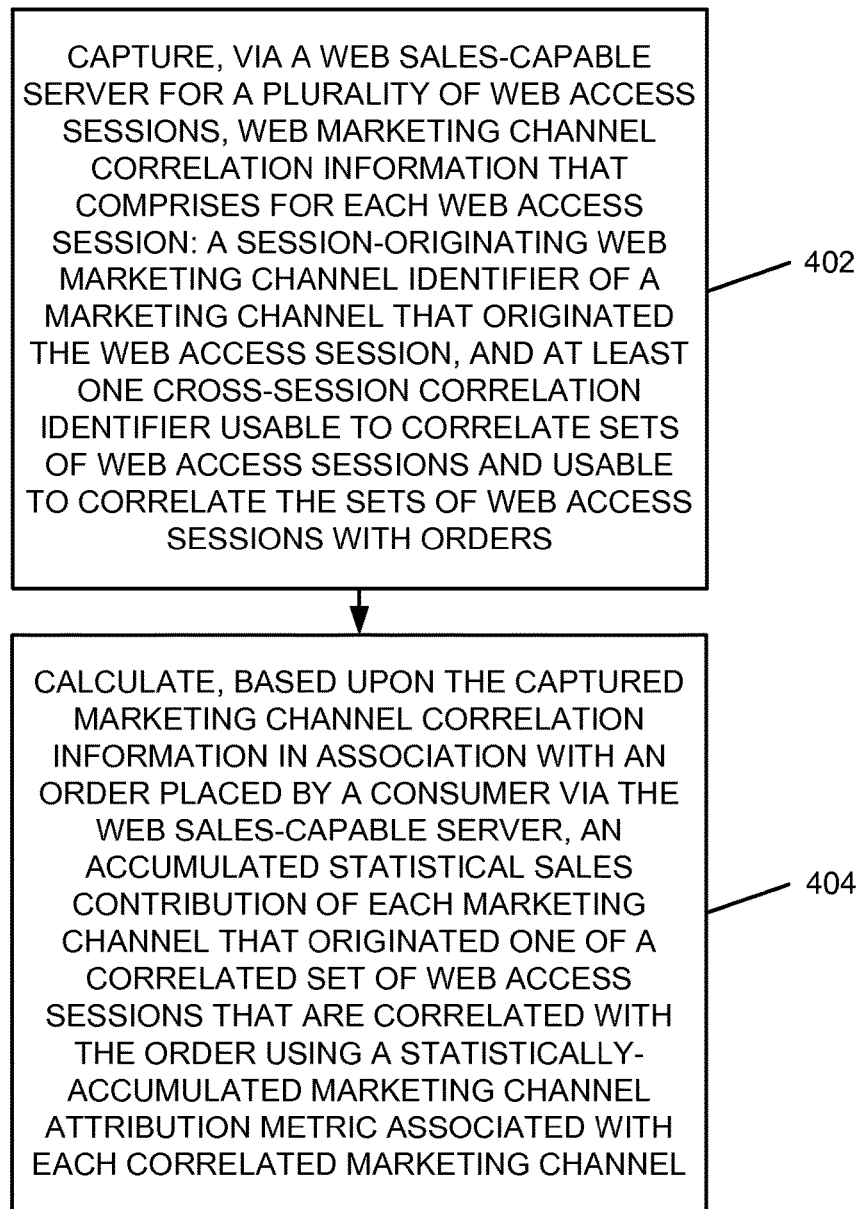 CAPTURE, VIA A WEB SALES-CAPABLE
SERVER FOR A PLURALITY OF WEB ACCESS
SESSIONS, WEB MARKETING CHANNEL
CORRELATION INFORMATION THAT
COMPRISES FOR EACH WEB ACCESS
SESSION: A SESSION-ORIGINATING WEB
MARKETING CHANNEL IDENTIFIER OF A
MARKETING CHANNEL THAT ORIGINATED
THE WEB ACCESS SESSION, AND AT LEAST
ONE CROSS-SESSION CORRELATION
IDENTIFIER USABLE TO CORRELATE SETS
OF WEB ACCESS SESSIONS AND USABLE
TO CORRELATE THE SETS OF WEB ACCESS
SESSIONS WITH ORDERS
402
CALCULATE, BASED UPON THE CAPTURED
MARKETING CHANNEL CORRELATION
INFORMATION IN ASSOCIATION WITH AN
ORDER PLACED BY A CONSUMER VIA THE
WEB SALES-CAPABLE SERVER, AN
ACCUMULATED STATISTICAL SALES
CONTRIBUTION OF EACH MARKETING
CHANNEL THAT ORIGINATED ONE OF A
CORRELATED SET OF WEB ACCESS
SESSIONS THAT ARE CORRELATED WITH
THE ORDER USING A STATISTICALLY-
ACCUMULATED MARKETING CHANNEL
ATTRIBUTION METRIC ASSOCIATED WITH
EACH CORRELATED MARKETING CHANNEL
404